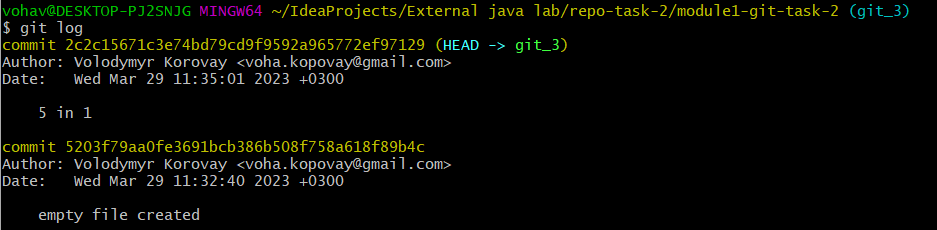 vohav@DESKTOP-PJ2SNJG MINGW64 ~/IdeaProjects/External java lab/repo-task-2/module1-git-task-2 (git_3)
$ git log
commit 2c2c15671c3e74bd79cd9f9592a965772ef97129 (HEAD -> git_3)
Author: Volodymyr Korovay <voha.kopovay@gmail.com>
Date:   Wed Mar 29 11:35:01 2023 +0300

    5 in 1

commit 5203f79aa0fe3691bcb386b508f758a618f89b4c
Author: Volodymyr Korovay <voha.kopovay@gmail.com>
Date:   Wed Mar 29 11:32:40 2023 +0300

    empty file created